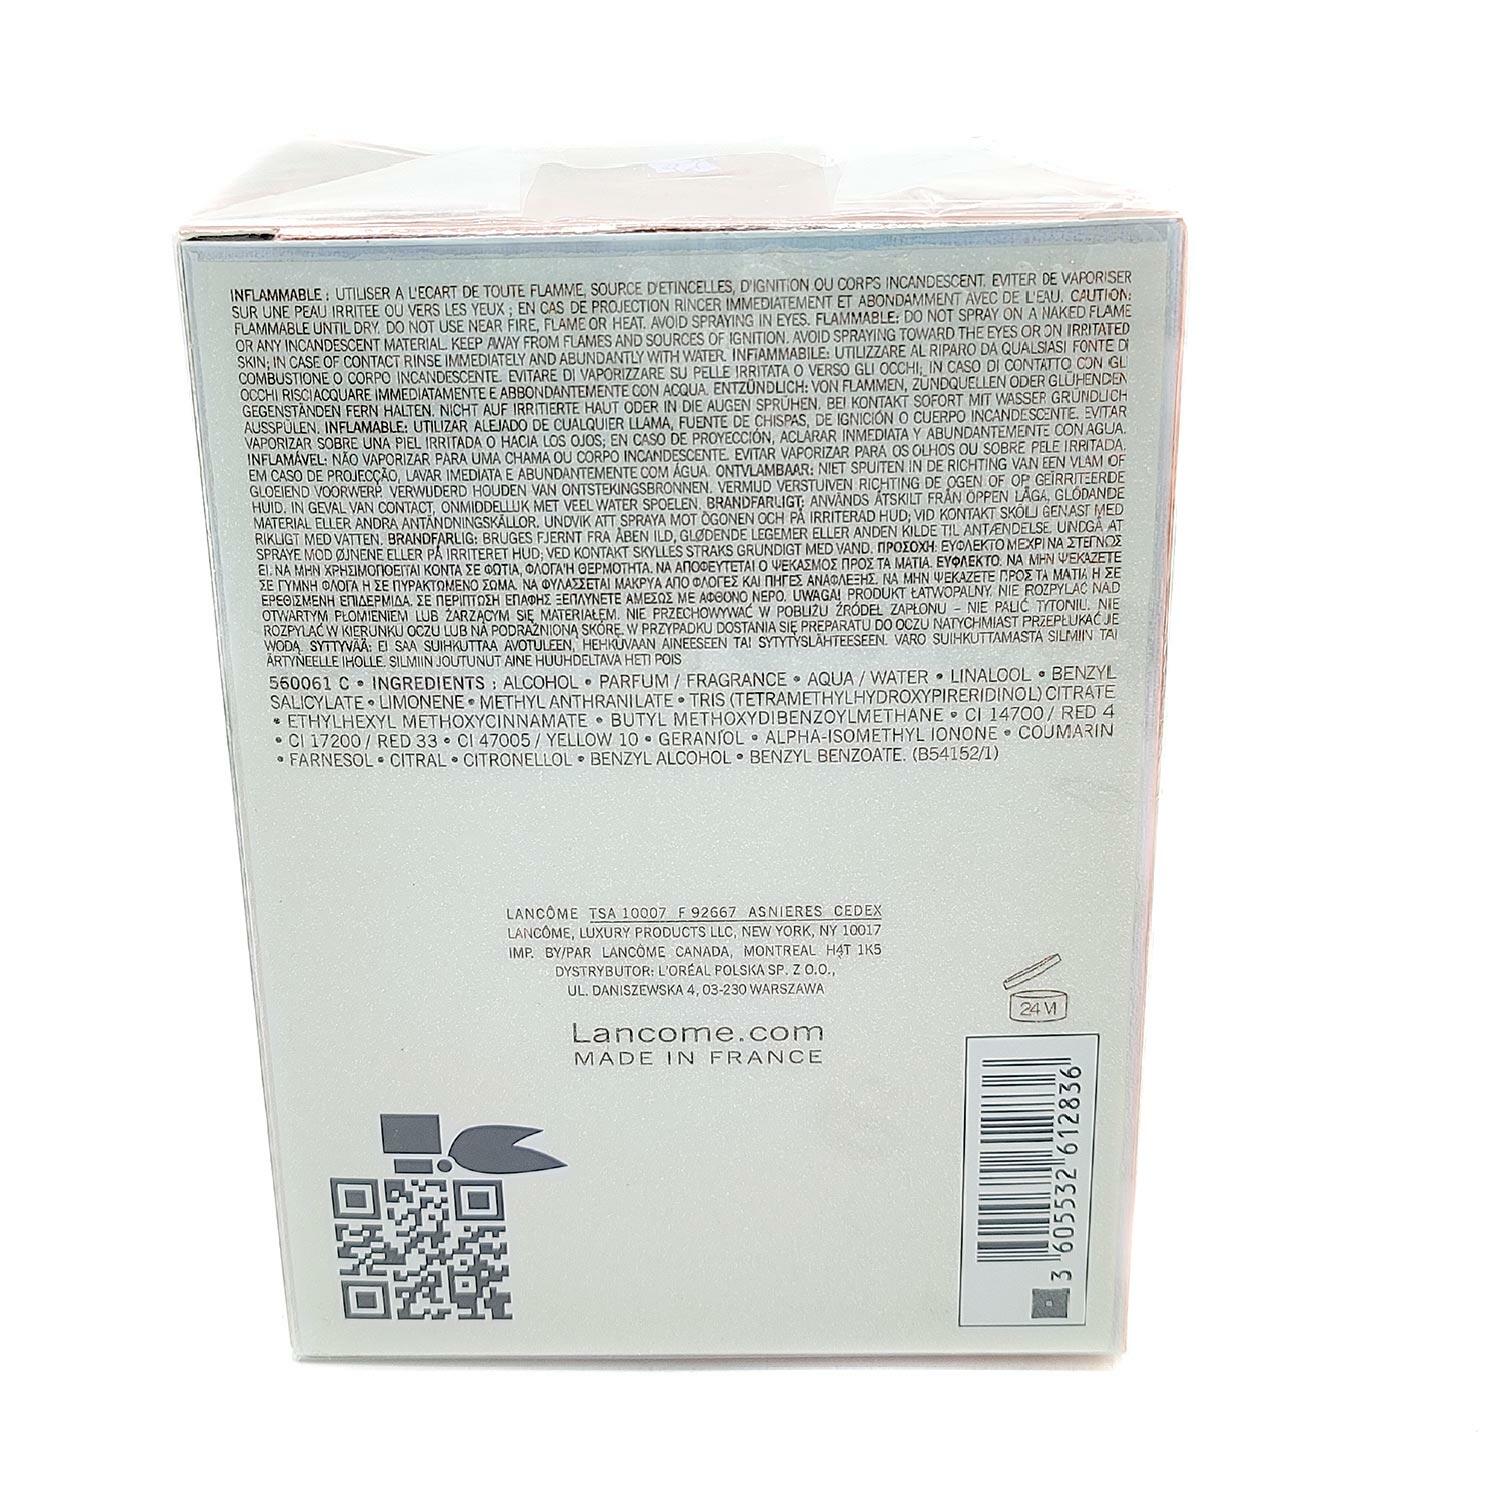 INFLAMMABLE : UTILISER A L'ECART DE TOUTE FLAMME, SOURCE D'ETINCELLES, D'IGNITION OU CORPS INCANDESCENT. EVITER DE VAPORISER
SUR UNE PEAU IRRITEE OU VERS LES YEUX ; EN CAS DE PROJECTION RINCER IMMEDIATEMENT ET ABONDAMMENT AVEC DE L'EAU. CAUTION:
FLAMMABLE UNTIL DRY. DO NOT USE NEAR FIRE, FLAME OR HEAT. AVOID SPRAYING IN EYES. FLAMMABLE: DO NOT SPRAY ON A NAKED FLAME
OR ANY INCANDESCENT MATERIAL. KEEP AWAY FROM FLAMES AND SOURCES OF IGNITION. AVOID SPRAYING TOWARD THE EYES OR ON IRRITATED
SKIN; IN CASE OF CONTACT RINSE IMMEDIATELY AND ABUNDANTLY WITH WATER. INFIAMMABILE: UTILIZZARE AL RIPARO DA QUALSIASI FONTE DI
COMBUSTIONE O CORPO INCANDESCENTE. EVITARE DI VAPORIZZARE SU PELLE IRRITATA O VERSO GLI OCCHI; IN CASO DI CONTATTO CON GLI
OCCHI RISCIACQUARE IMMEDIATAMENTE E ABBONDANTEMENTE CON ACQUA. ENTZÜNDLICH: VON FLAMMEN, ZÜNDQUELLEN ODER GLÜHENDEN
GEGENSTÄNDEN FERN HALTEN. NICHT AUF IRRITIERTE HAUT ODER IN DIE AUGEN SPRÜHEN. BEI KONTAKT SOFORT MIT WASSER GRÜNDLICH
AUSSPÜLEN. INFLAMABLE: UTILIZAR ALEJADO DE CUALQUIER LLAMA, FUENTE DE CHISPAS, DE IGNICIÓN O CUERPO INCANDESCENTE. EVITAR
VAPORIZAR SOBRE UNA PIEL IRRITADA O HACIA LOS OJOS; EN CASO DE PROYECCIÓN, ACLARAR INMEDIATA Y ABUNDANTEMENTE CON AGUA.
INFLAMÁVEL: NÃO VAPORIZAR PARA UMA CHAMA OU CORPO INCANDESCENTE. EVITAR VAPORIZAR PARA OS OLHOS OU SOBRE PELE IRRITADA.
EM CASO DE PROJECÇÃO, LAVAR IMEDIATA E ABUNDANTEMENTE COM ÁGUA. ONTVLAMBAAR: NIET SPUITEN IN DE RICHTING VAN EEN VLAM OF
GLOEIEND VOORWERP. VERWIJDERD HOUDEN VAN ONTSTEKINGSBRONNEN. VERMIJD VERSTUIVEN RICHTING DE OGEN OF OP GEÏRRITEERDE
HUID. IN GEVAL VAN CONTACT, ONMIDDELLIJK MET VEEL WATER SPOELEN. BRANDFARLIGT: ANVÄNDS ÅTSKILT FRÅN ÖPPEN LÅGA, GLÖDANDE
MATERIAL ELLER ANDRA ANTÄNDNINGSKÄLLOR. UNDVIK ATT SPRAYA MOT ÖGONEN OCH PÅ IRRITERAD HUD; VID KONTAKT SKÖLJ GENAST MED
RIKLIGT MED VATTEN. BRANDFARLIG: BRUGES FJERNT FRA ÅBEN ILD, GLØDENDE LEGEMER ELLER ANDEN KILDE TIL ANTÆNDELSE. UNDGÅ AT
SPRAYE MOD ØJNENE ELLER PÅ IRRITERET HUD; VED KONTAKT SKYLLES STRAKS GRUNDIGT MED VAND. ΠΡΟΣΟΧΗ: ΕΥΦΛΕΚΤΟ ΜΕΧΡΙ ΝΑ ΣΤΕΓΝΩΣ
ΕΙ. ΝΑ ΜΗΝ ΧΡΗΣΙΜΟΠΟΕΙΤΑΙ ΚΟΝΤΑ ΣΕ ΦΩΤΙΑ, ΦΛΟΓΑ Ή ΘΕΡΜΟΤΗΤΑ. ΝΑ ΑΠΟΦΕΥΓΕΤΑΙ Ο ΨΕΚΑΣΜΟΣ ΠΡΟΣ ΤΑ ΜΑΤΙΑ. ΕΥΦΛΕΚΤΟ. ΝΑ ΜΗΝ ΨΕΚΑΖΕΤΕ
ΣΕ ΓΥΜΝΗ ΦΛΟΓΑ Η ΣΕ ΠΥΡΑΚΤΩΜΕΝΟ ΣΩΜΑ. ΝΑ ΦΥΛΑΣΣΕΤΑΙ ΜΑΚΡΥΑ ΑΠΟ ΦΛΟΓΕΣ ΚΑΙ ΠΗΓΕΣ ΑΝΑΦΛΕΞΗΣ. ΝΑ ΜΗΝ ΨΕΚΑΖΕΤΕ ΠΡΟΣ ΤΑ ΜΑΤΙΑ Η ΣΕ
ΕΡΕΘΙΣΜΕΝΗ ΕΠΙΔΕΡΜΙΔΑ. ΣΕ ΠΕΡΙΠΤΩΣΗ ΕΠΑΦΗΣ ΞΕΠΛΥΝΕΤΕ ΑΜΕΣΩΣ ΜΕ ΑΦΘΟΝΟ ΝΕΡΟ. UWAGA! PRODUKT ŁATWOPALNY. NIE ROZPYLAĆ NAD
OTWARTYM PŁOMIENIEM LUB ŻARZĄCYM SIĘ MATERIAŁEM. NIE PRZECHOWYWAĆ W POBLIŻU ŹRÓDEŁ ZAPŁONU – NIE PALIĆ TYTONIU. NIE
ROZPYLAĆ W KIERUNKU OCZU LUB NA PODRAŻNIONĄ SKÓRĘ. W PRZYPADKU DOSTANIA SIĘ PREPARATU DO OCZU NATYCHMIAST PRZEPŁUKAĆ JE
WODĄ. SYTTYVÄÄ: EI SAA SUIHKUTTAA AVOTULEEN, HEHKUVAAN AINEESEEN TAI SYTYTYSLÄHTEESEEN. VARO SUIHKUTTAMASTA SILMIIN TAI
ÄRTYNEELLE IHOLLE. SILMIIN JOUTUNUT AINE HUUHDELTAVA HETI POIS
560061 C • INGREDIENTS : ALCOHOL • PARFUM / FRAGRANCE • AQUA / WATER • LINALOOL • BENZYL
SALICYLATE • LIMONENE • METHYL ANTHRANILATE • TRIS (TETRAMETHYLHYDROXYPIRERIDINOL) CITRATE
• ETHYLHEXYL METHOXYCINNAMATE • BUTYL METHOXYDIBENZOYLMETHANE • CI 14700 / RED 4
• CI 17200 / RED 33 • CI 47005 / YELLOW 10 • GERANIOL • ALPHA-ISOMETHYL IONONE • COUMARIN
• FARNESOL • CITRAL • CITRONELLOL • BENZYL ALCOHOL • BENZYL BENZOATE. (B54152/1)
LANCÔME TSA 10007 F 92667 ASNIERES CEDEX
LANCÔME, LUXURY PRODUCTS LLC, NEW YORK, NY 10017
IMP. BY/PAR LANCÔME CANADA, MONTREAL H4T 1K5
DYSTRYBUTOR: L'ORÉAL POLSKA SP. Z O.O.,
UL. DANISZEWSKA 4, 03-230 WARSZAWA
Lancome.com
MADE IN FRANCE
24 M
3 605532 612836